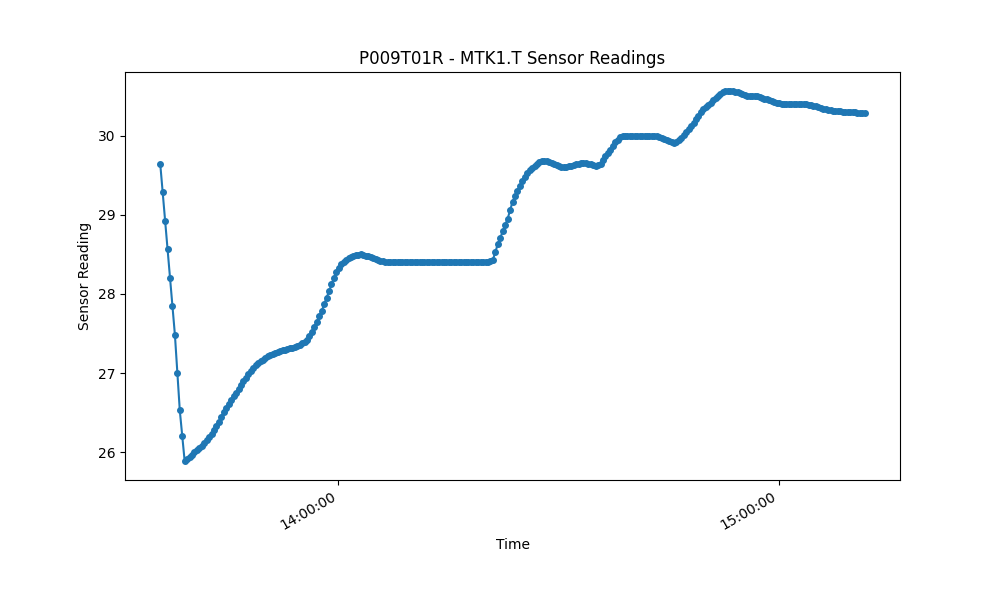 P009T01R - MTK1.T Sensor Readings
Sensor Reading
30
29
28
27
26
14:00:00
15:00:00
Time